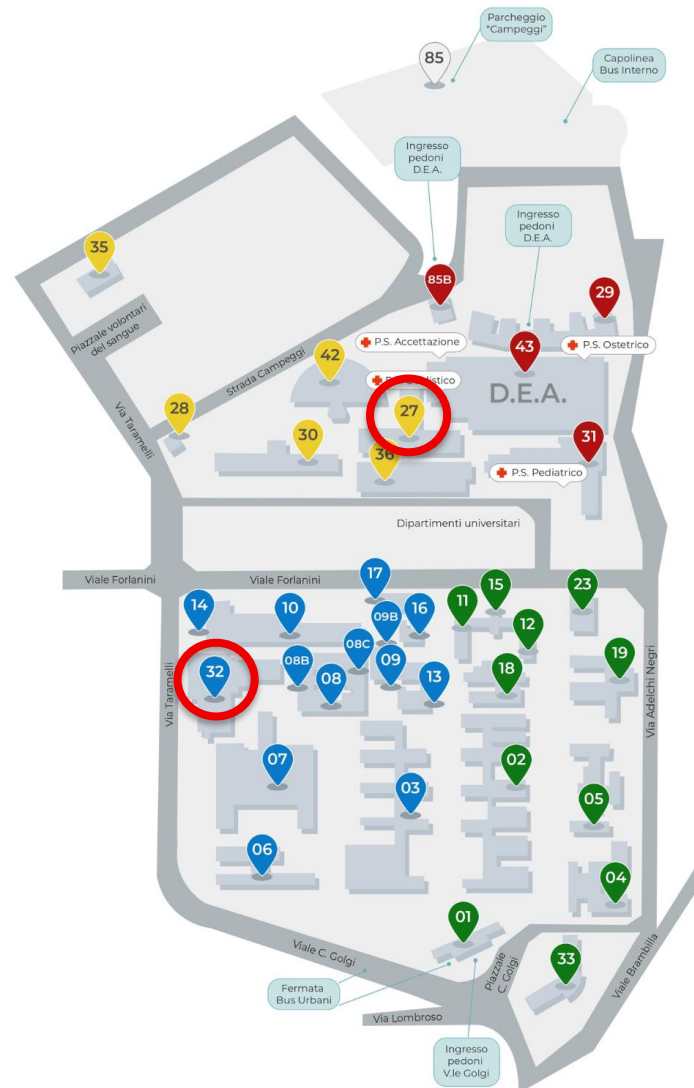 Parcheggio
"Campeggi"
85
Capolinea
Bus Interno
Ingresso
pedoni
D.E.A.
Ingresso
pedoni
D.E.A.
35
85B
29
Piazzale volontari
del sangue
P.S. Accettazione
43
P.S. Ostetrico
42
Strada Campeggi
D.E.A.
27
28
Via Taramelli
30
36
31
P.S. Pediatrico
Dipartimenti universitari
Viale Forlanini
Viale Forlanini
17
14
10
09B
16
11
15
12
23
32
08B
08C
08
09
13
18
19
Via Taramelli
Via Adelchi Negri
07
03
02
05
06
04
01
33
Viale C. Golgi
Piazzale
C. Golgi
Viale Brambilla
Fermata
Bus Urbani
Via Lombroso
Ingresso
pedoni
V.le Golgi